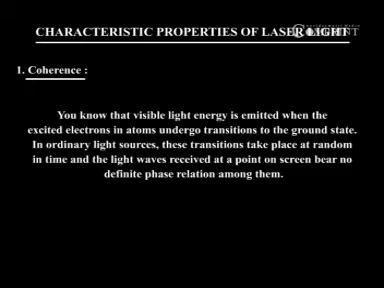 CHARACTERISTIC PROPERTIES OF LASER LIGHT
1. Coherence :
You know that visible light energy is emitted when the
excited electrons in atoms undergo transitions to the ground state.
In ordinary light sources, these transitions take place at random
in time and the light waves received at a point on screen bear no
definite phase relation among them.